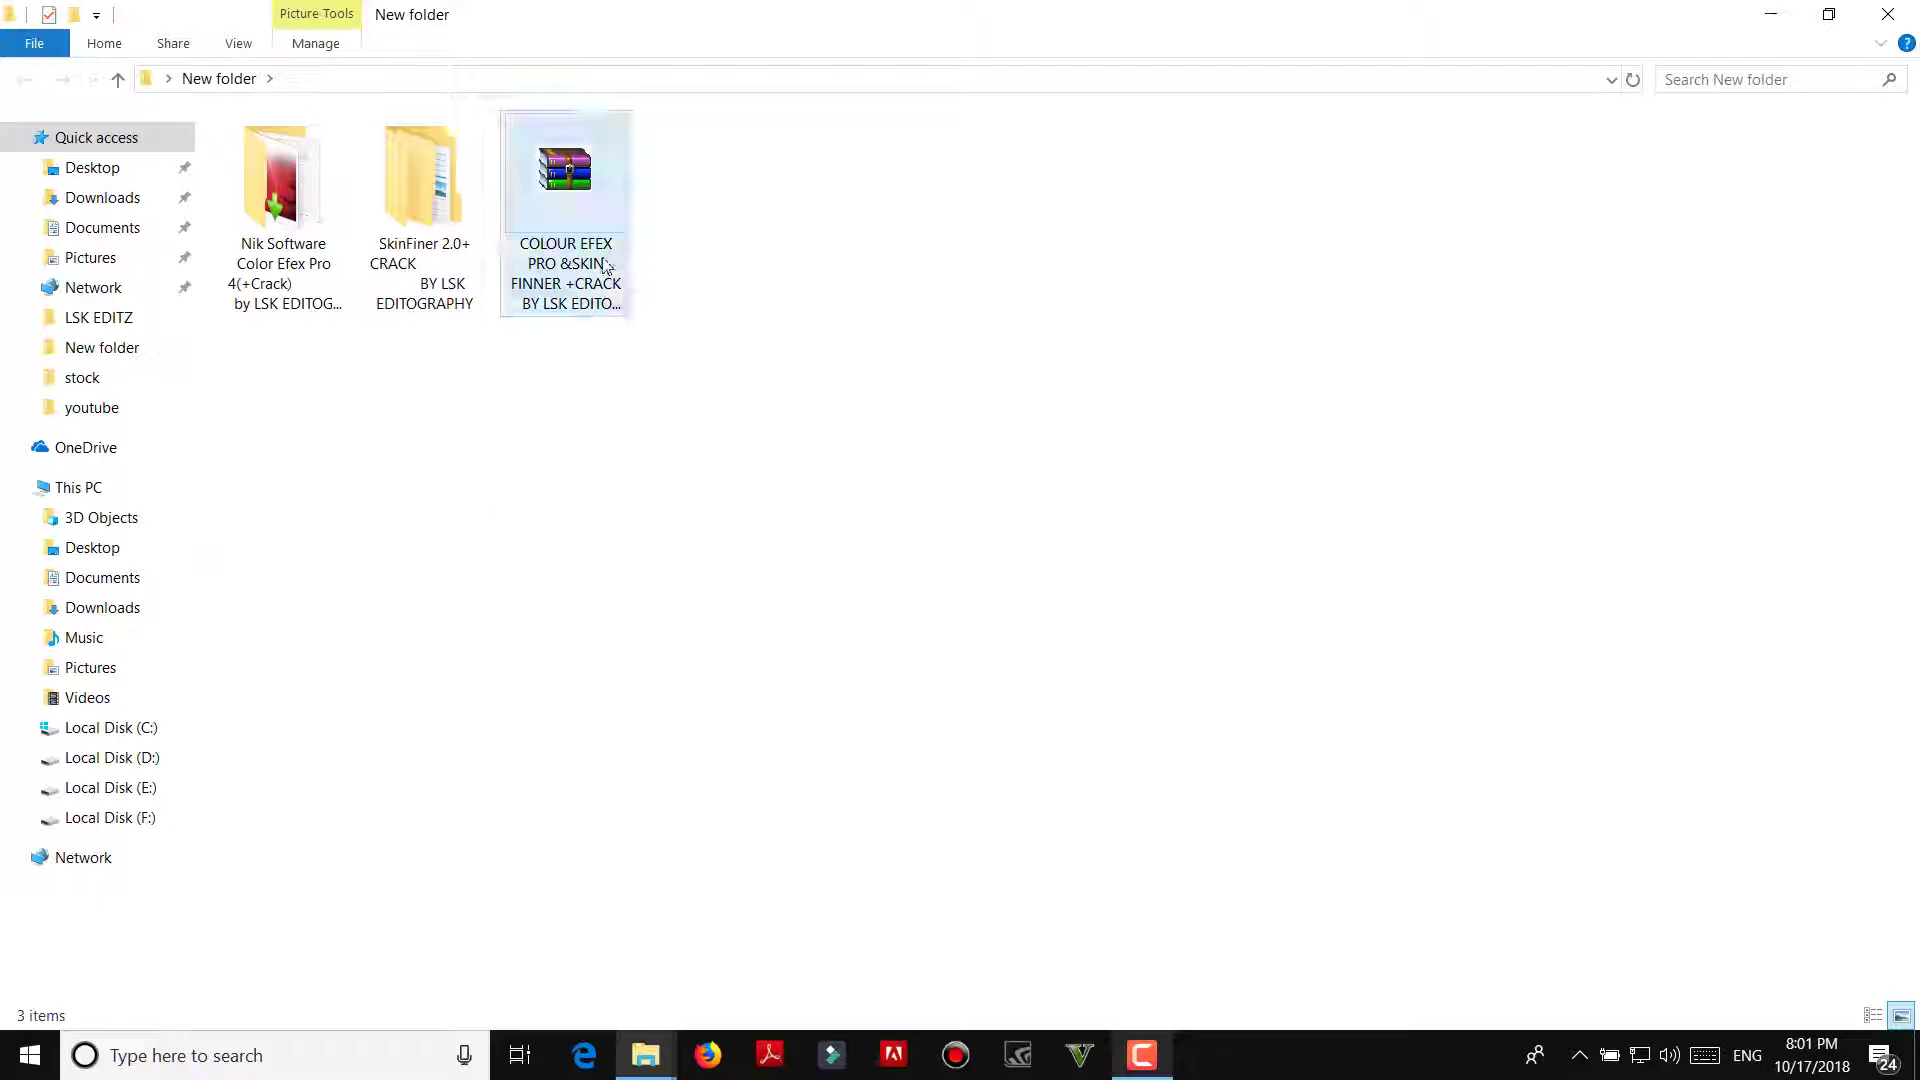 Picture Tools
New folder
File
Home
Share
View
Manage
New folder
Search New folder
Quick access
Desktop
Downloads
Documents
Pictures
Network
LSK EDITZ
New folder
stock
youtube
OneDrive
This PC
3D Objects
Desktop
Documents
Downloads
Music
Pictures
Videos
Local Disk (C:)
Local Disk (D:)
Local Disk (E:)
Local Disk (F:)
Network
Nik Software
Color Efex Pro
4(+Crack)
by LSK EDITOG...
SkinFiner 2.0+
CRACK
BY LSK
EDITOGRAPHY
COLOUR EFEX
PRO &SKIN
FINNER +CRACK
BY LSK EDITO...
3 items
Type here to search
ENG
8:01 PM
10/17/2018
24